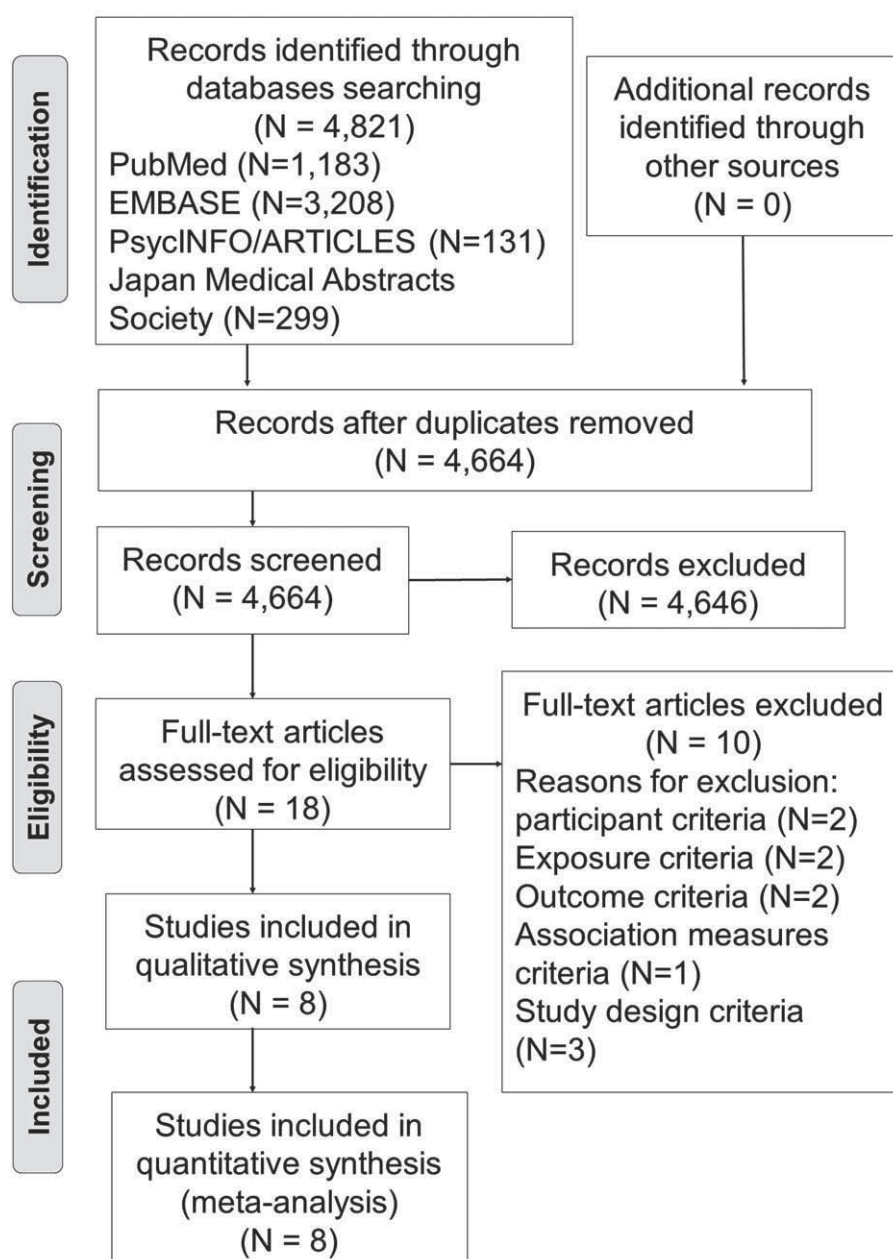 Identification
Records identified through
databases searching
(N = 4,821)
PubMed (N=1,183)
EMBASE (N=3,208)
PsycINFO/ARTICLES (N=131)
Japan Medical Abstracts
Society (N=299)
Additional records
identified through
other sources
(N = 0)
Screening
Records after duplicates removed
(N = 4,664)
Records screened
(N = 4,664)
Records excluded
(N = 4,646)
Eligibility
Full-text articles
assessed for eligibility
(N = 18)
Full-text articles excluded
(N = 10)
Reasons for exclusion:
participant criteria (N=2)
Exposure criteria (N=2)
Outcome criteria (N=2)
Association measures
criteria (N=1)
Study design criteria
(N=3)
Included
Studies included in
qualitative synthesis
(N = 8)
Studies included in
quantitative synthesis
(meta-analysis)
(N = 8)